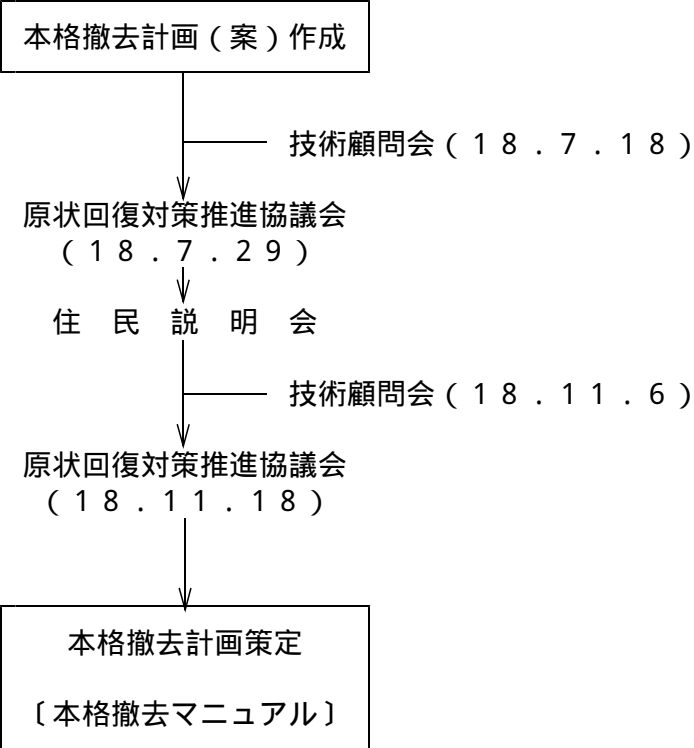 本格撤去計画(案)作成
技術顧問会(18.7.18)
原状回復対策推進協議会
(18.7.29)
住 民 説 明 会
技術顧問会(18.11.6)
原状回復対策推進協議会
(18.11.18)
本格撤去計画策定
〔本格撤去マニュアル〕